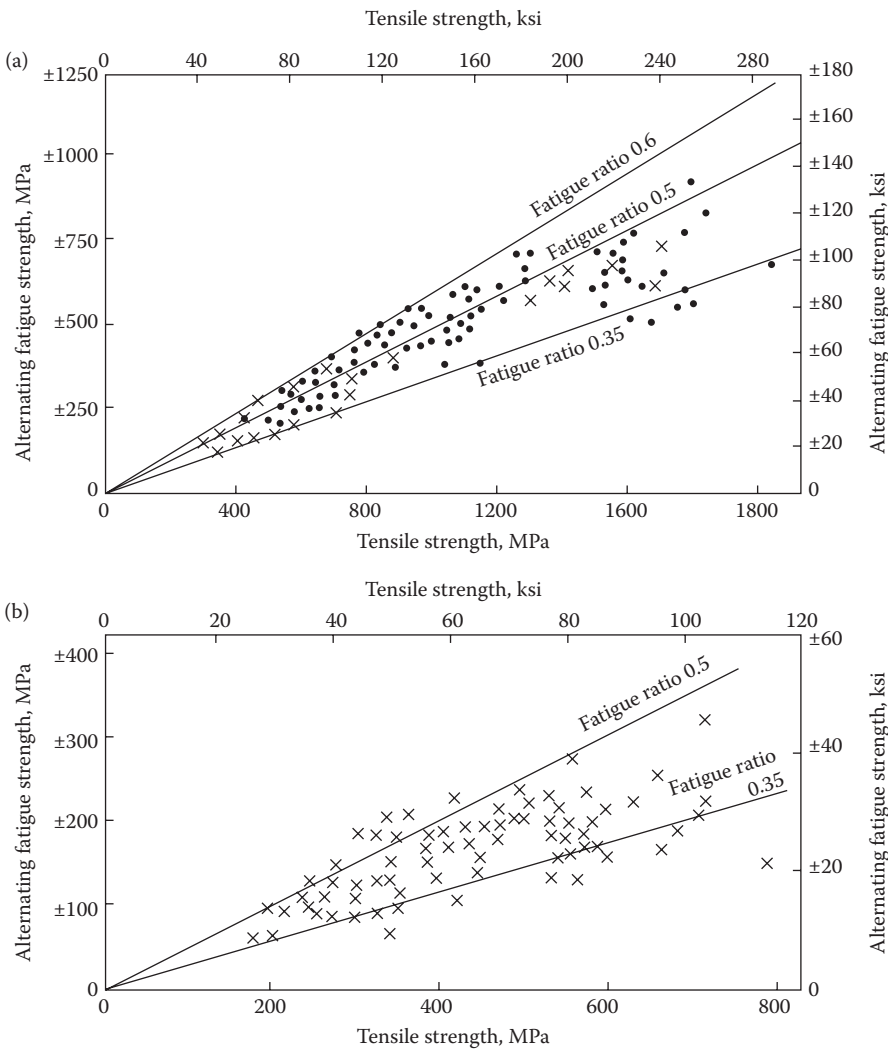 Tensile strength, ksi
0 40 80 120 160 200 240 280
(a)
±1250
±1000
±750
±500
±250
0
Alternating fatigue strength, MPa
±180
±160
±140
±120
±100
±80
±60
±40
±20
0
Alternating fatigue strength, ksi
Fatigue ratio 0.6
Fatigue ratio 0.5
Fatigue ratio 0.35
0 400 800 1200 1600 1800
Tensile strength, MPa
Tensile strength, ksi
0 20 40 60 80 100 120
(b)
±400
±300
±200
±100
0
Alternating fatigue strength, MPa
±60
±40
±20
0
Alternating fatigue strength, ksi
Fatigue ratio 0.5
Fatigue ratio
0.35
0 200 400 600 800
Tensile strength, MPa